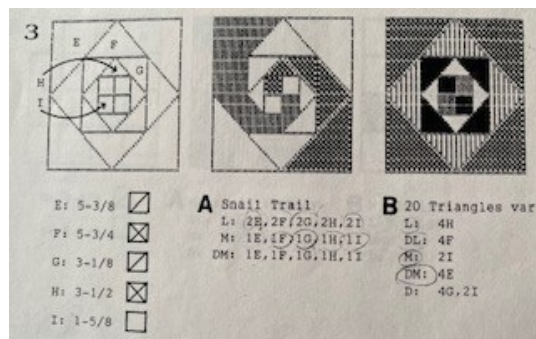 3
E F
G
H
I
E: 5-3/8
F: 5-3/4
G: 3-1/8
H: 3-1/2
I: 1-5/8
A Snail Trail
L: 2E,2F,2G,2H,2I
M: 1E,1F,1G,1H,1I
DM: 1E,1F,1G,1H,1I
B 20 Triangles var
L: 4H
DL: 4F
M: 2I
DM: 4E
D: 4G,2I